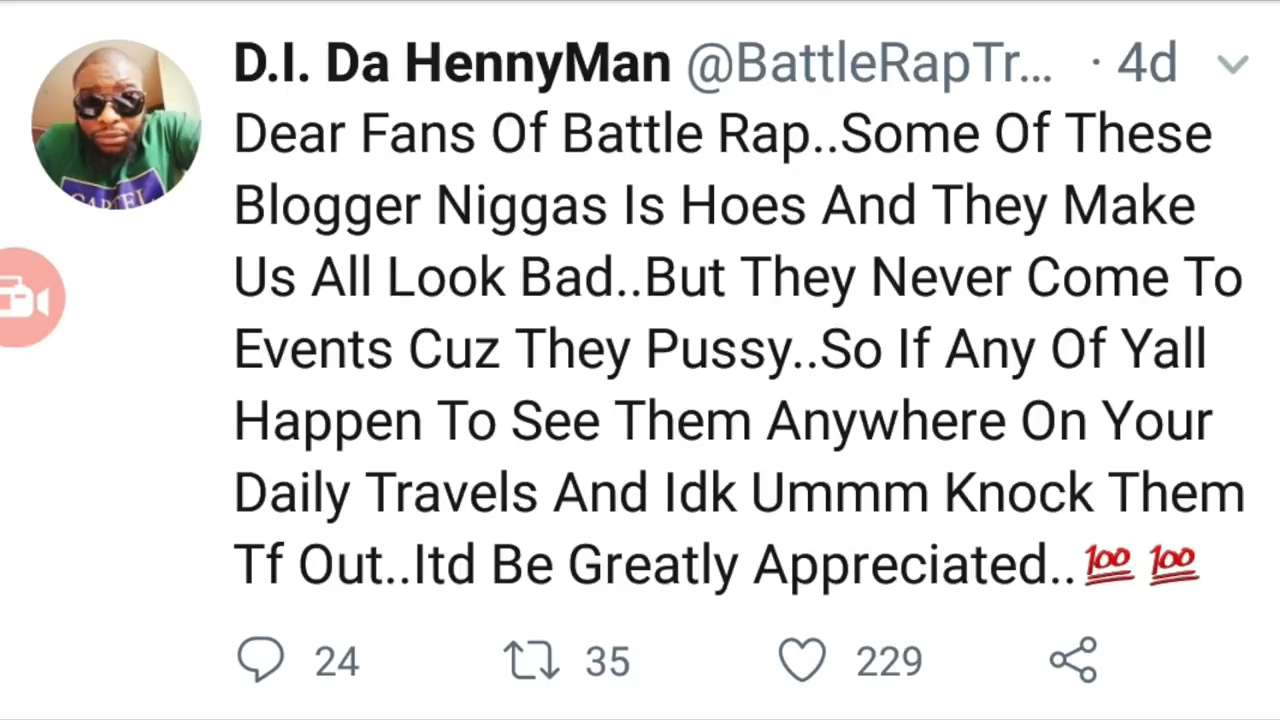 D.I. Da HennyMan @BattleRapTr... · 4d
Dear Fans Of Battle Rap..Some Of These
Blogger Niggas Is Hoes And They Make
Us All Look Bad..But They Never Come To
Events Cuz They Pussy..So If Any Of Yall
Happen To See Them Anywhere On Your
Daily Travels And Idk Ummm Knock Them
Tf Out..Itd Be Greatly Appreciated..💯 💯
24 35 229